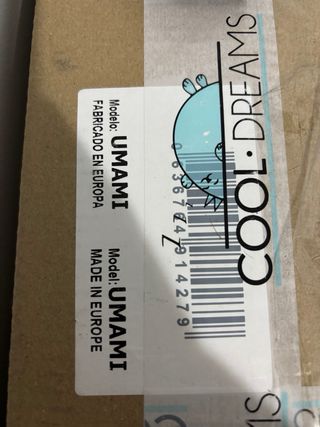 Modelo: UMAMI
FABRICADO EN EUROPA
Model: UMAMI
MADE IN EUROPE
COOL·DREAMS